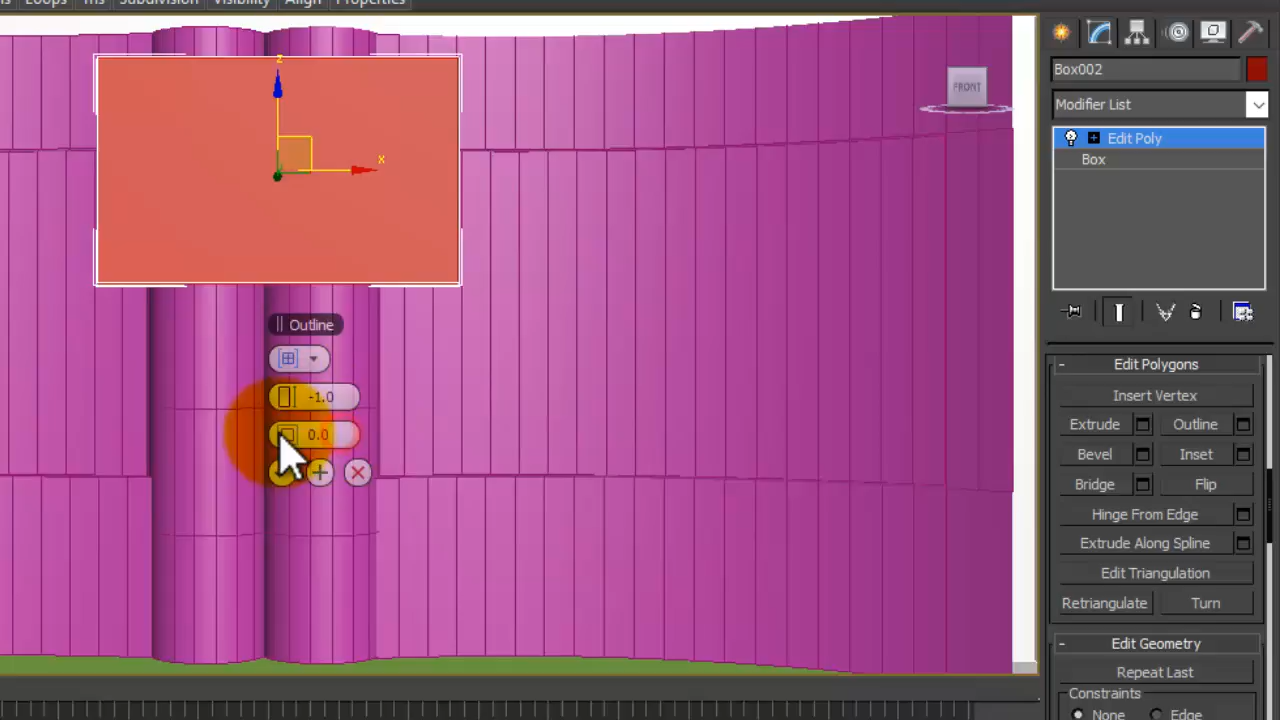 Loops
Subdivision
Visibility
Align
Properties
z
x
FRONT
Box002
Modifier List
Edit Poly
Box
Outline
-1.0
0.0
- Edit Polygons
Insert Vertex
Extrude
Outline
Bevel
Inset
Bridge
Flip
Hinge From Edge
Extrude Along Spline
Edit Triangulation
Retriangulate
Turn
- Edit Geometry
Repeat Last
Constraints
None
Edge